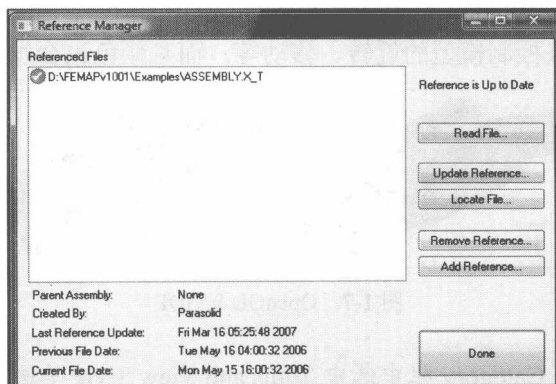 Reference Manager
Referenced Files
D:\FEMAPv1001\Examples\ASSEMBLY.X_T
Reference is Up to Date
Read File...
Update Reference...
Locate File...
Remove Reference...
Add Reference...
Parent Assembly: None
Created By: Parasolid
Last Reference Update: Fri Mar 16 05:25:48 2007
Previous File Date: Tue May 16 04:00:32 2006
Current File Date: Mon May 15 16:00:32 2006
Done